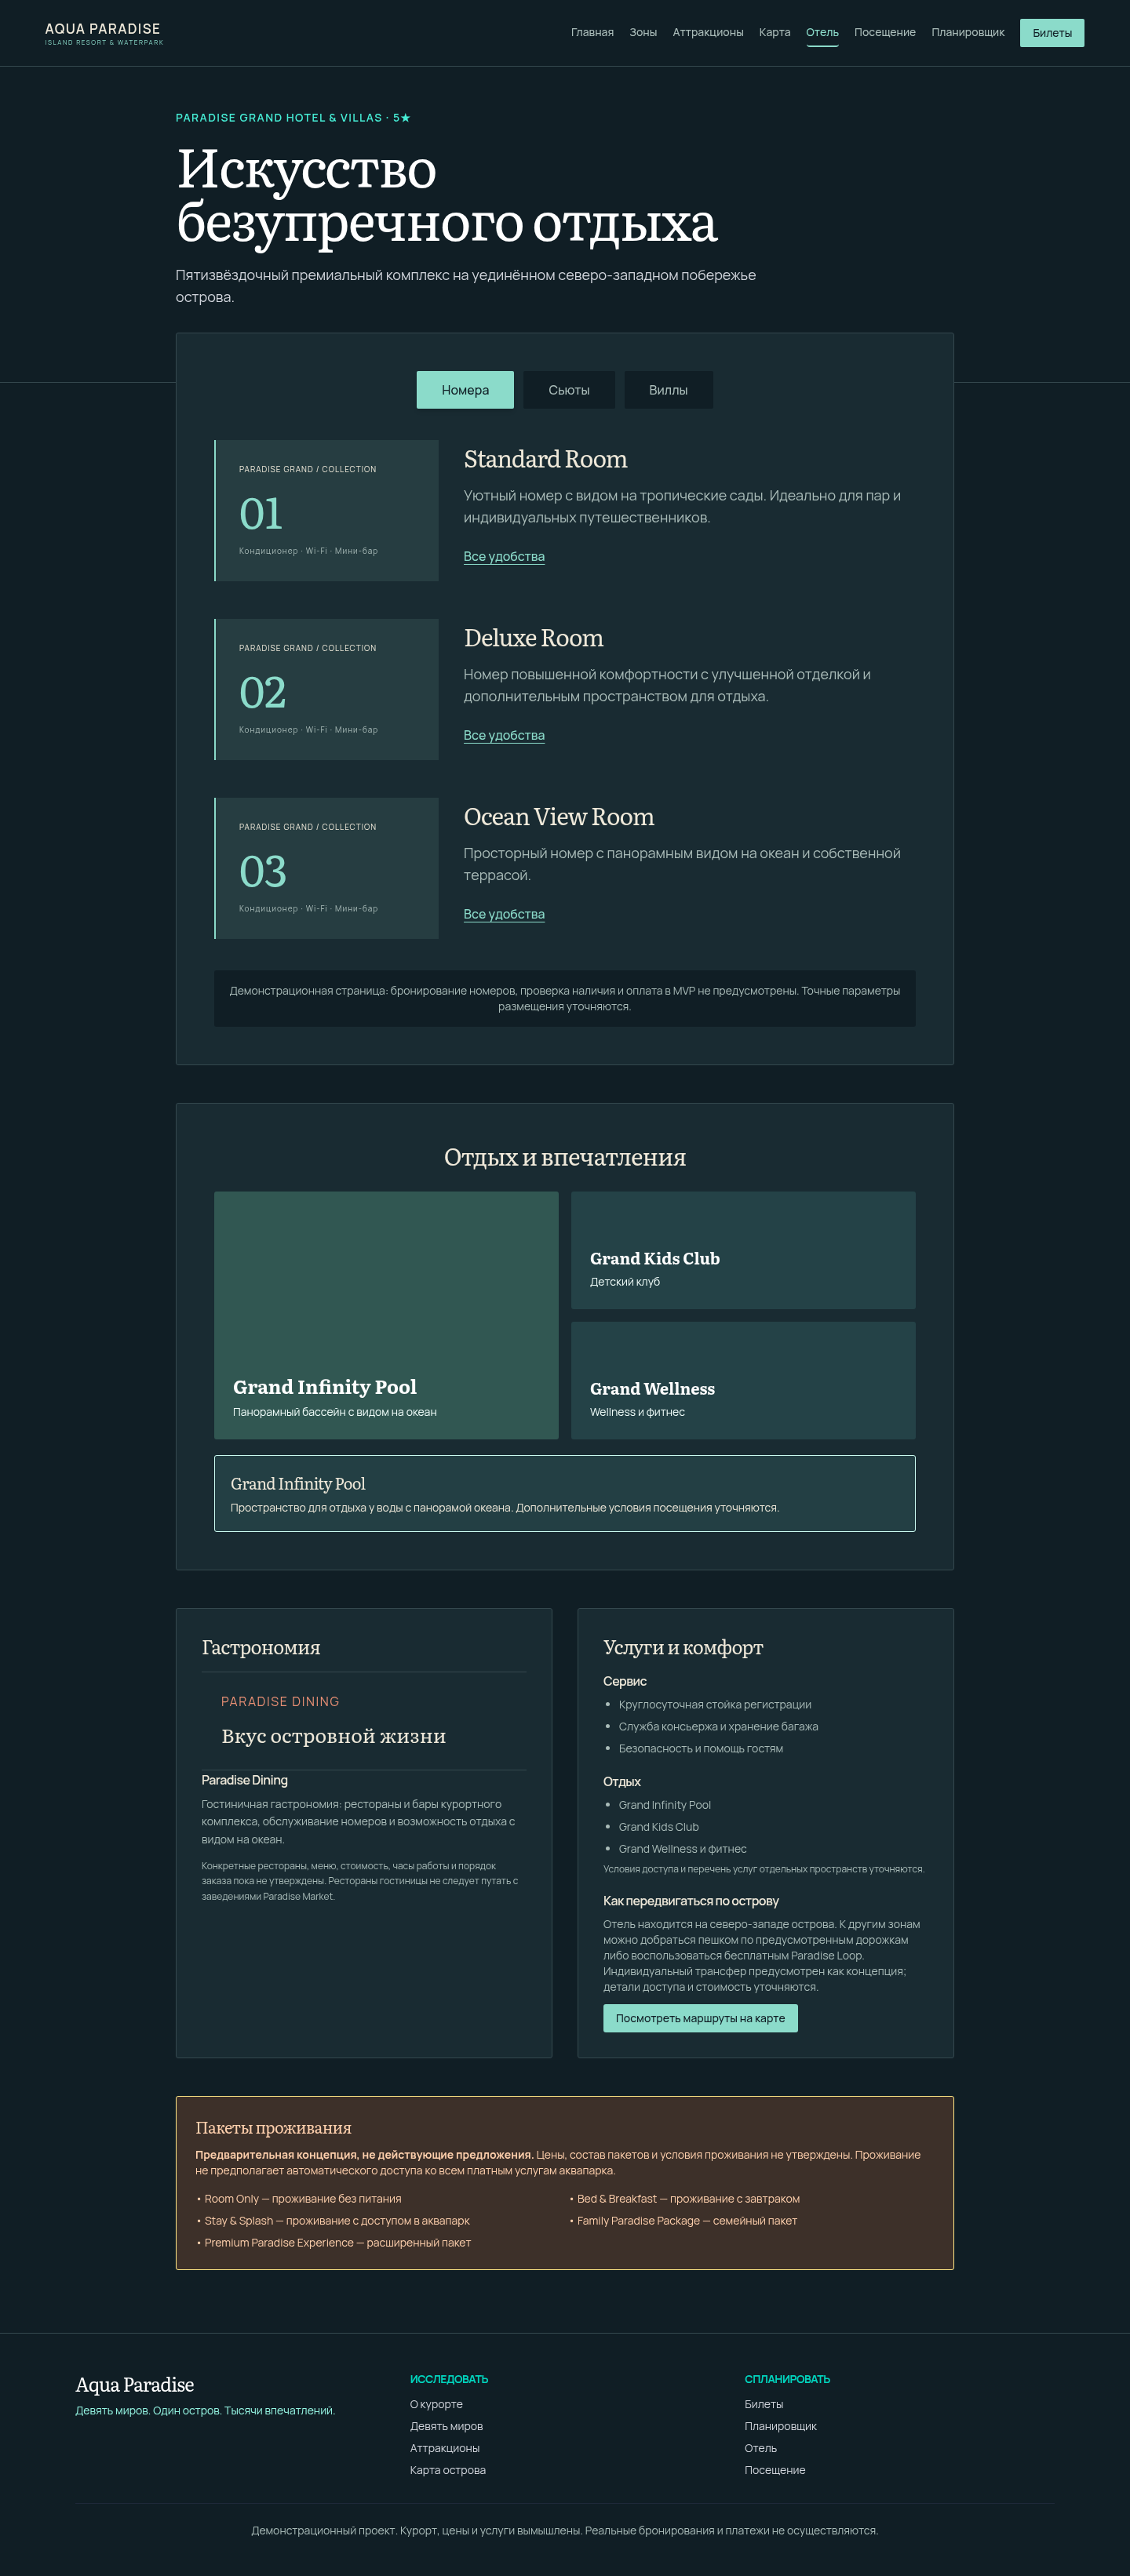 AQUA PARADISE
ISLAND RESORT & WATERPARK
Главная Зоны Аттракционы Карта Отель Посещение Планировщик Билеты
PARADISE GRAND HOTEL & VILLAS · 5★
Искусство
безупречного отдыха
Пятизвёздочный премиальный комплекс на уединённом северо-западном побережье
острова.
Номера Сьюты Виллы
PARADISE GRAND / COLLECTION
01
Кондиционер · Wi-Fi · Мини-бар
Standard Room
Уютный номер с видом на тропические сады. Идеально для пар и
индивидуальных путешественников.
Все удобства
PARADISE GRAND / COLLECTION
02
Кондиционер · Wi-Fi · Мини-бар
Deluxe Room
Номер повышенной комфортности с улучшенной отделкой и
дополнительным пространством для отдыха.
Все удобства
PARADISE GRAND / COLLECTION
03
Кондиционер · Wi-Fi · Мини-бар
Ocean View Room
Просторный номер с панорамным видом на океан и собственной
террасой.
Все удобства
Демонстрационная страница: бронирование номеров, проверка наличия и оплата в MVP не предусмотрены. Точные параметры
размещения уточняются.
Отдых и впечатления
Grand Infinity Pool
Панорамный бассейн с видом на океан
Grand Kids Club
Детский клуб
Grand Wellness
Wellness и фитнес
Grand Infinity Pool
Пространство для отдыха у воды с панорамой океана. Дополнительные условия посещения уточняются.
Гастрономия
PARADISE DINING
Вкус островной жизни
Paradise Dining
Гостиничная гастрономия: рестораны и бары курортного
комплекса, обслуживание номеров и возможность отдыха с
видом на океан.
Конкретные рестораны, меню, стоимость, часы работы и порядок
заказа пока не утверждены. Рестораны гостиницы не следует путать с
заведениями Paradise Market.
Услуги и комфорт
Сервис
• Круглосуточная стойка регистрации
• Служба консьержа и хранение багажа
• Безопасность и помощь гостям
Отдых
• Grand Infinity Pool
• Grand Kids Club
• Grand Wellness и фитнес
Условия доступа и перечень услуг отдельных пространств уточняются.
Как передвигаться по острову
Отель находится на северо-западе острова. К другим зонам
можно добраться пешком по предусмотренным дорожкам
либо воспользоваться бесплатным Paradise Loop.
Индивидуальный трансфер предусмотрен как концепция;
детали доступа и стоимость уточняются.
Посмотреть маршруты на карте
Пакеты проживания
Предварительная концепция, не действующие предложения. Цены, состав пакетов и условия проживания не утверждены. Проживание
не предполагает автоматического доступа ко всем платным услугам аквапарка.
• Room Only — проживание без питания
• Bed & Breakfast — проживание с завтраком
• Stay & Splash — проживание с доступом в аквапарк
• Family Paradise Package — семейный пакет
• Premium Paradise Experience — расширенный пакет
Aqua Paradise
Девять миров. Один остров. Тысячи впечатлений.
ИССЛЕДОВАТЬ
О курорте
Девять миров
Аттракционы
Карта острова
СПЛАНИРОВАТЬ
Билеты
Планировщик
Отель
Посещение
Демонстрационный проект. Курорт, цены и услуги вымышлены. Реальные бронирования и платежи не осуществляются.